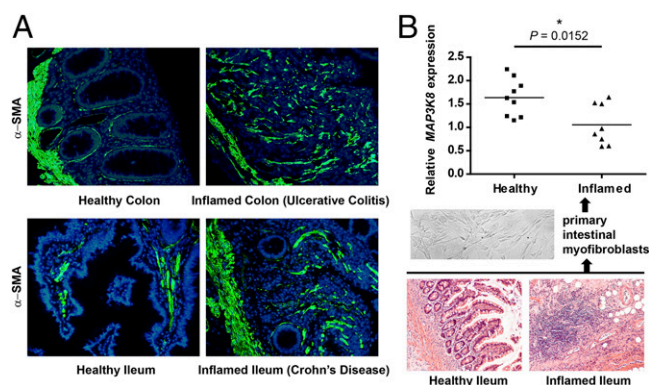 A
α-SMA
Healthy Colon
Inflamed Colon (Ulcerative Colitis)
α-SMA
Healthy Ileum
Inflamed Ileum (Crohn's Disease)
B
*
P = 0.0152
Relative MAP3K8 expression
2.5
2.0
1.5
1.0
0.5
0.0
Healthy
Inflamed
primary
intestinal
myofibroblasts
Healthy Ileum
Inflamed Ileum